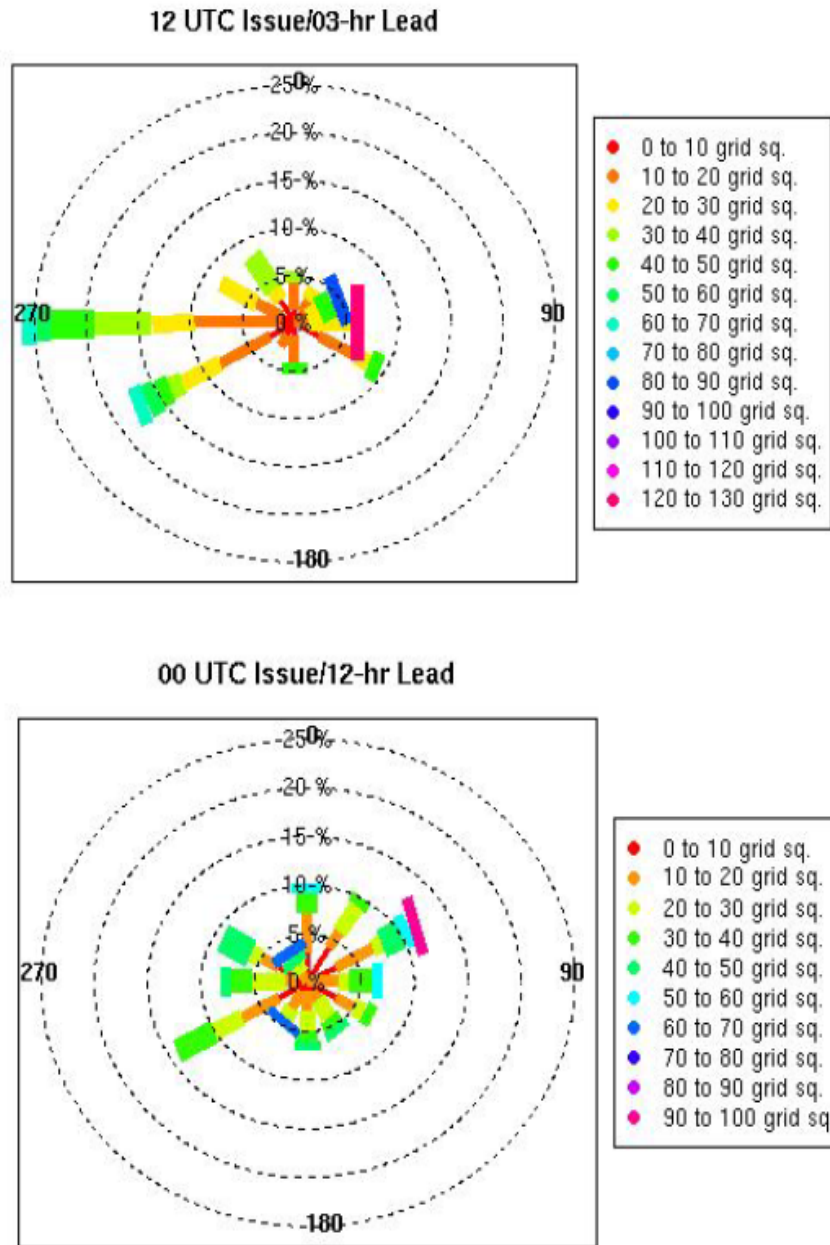 12 UTC Issue/03-hr Lead
0
25 %
20 %
15 %
10 %
5 %
0 %
270
90
180
0 to 10 grid sq.
10 to 20 grid sq.
20 to 30 grid sq.
30 to 40 grid sq.
40 to 50 grid sq.
50 to 60 grid sq.
60 to 70 grid sq.
70 to 80 grid sq.
80 to 90 grid sq.
90 to 100 grid sq.
100 to 110 grid sq.
110 to 120 grid sq.
120 to 130 grid sq.
00 UTC Issue/12-hr Lead
0
25 %
20 %
15 %
10 %
5 %
0 %
270
90
180
0 to 10 grid sq.
10 to 20 grid sq.
20 to 30 grid sq.
30 to 40 grid sq.
40 to 50 grid sq.
50 to 60 grid sq.
60 to 70 grid sq.
70 to 80 grid sq.
80 to 90 grid sq.
90 to 100 grid sq